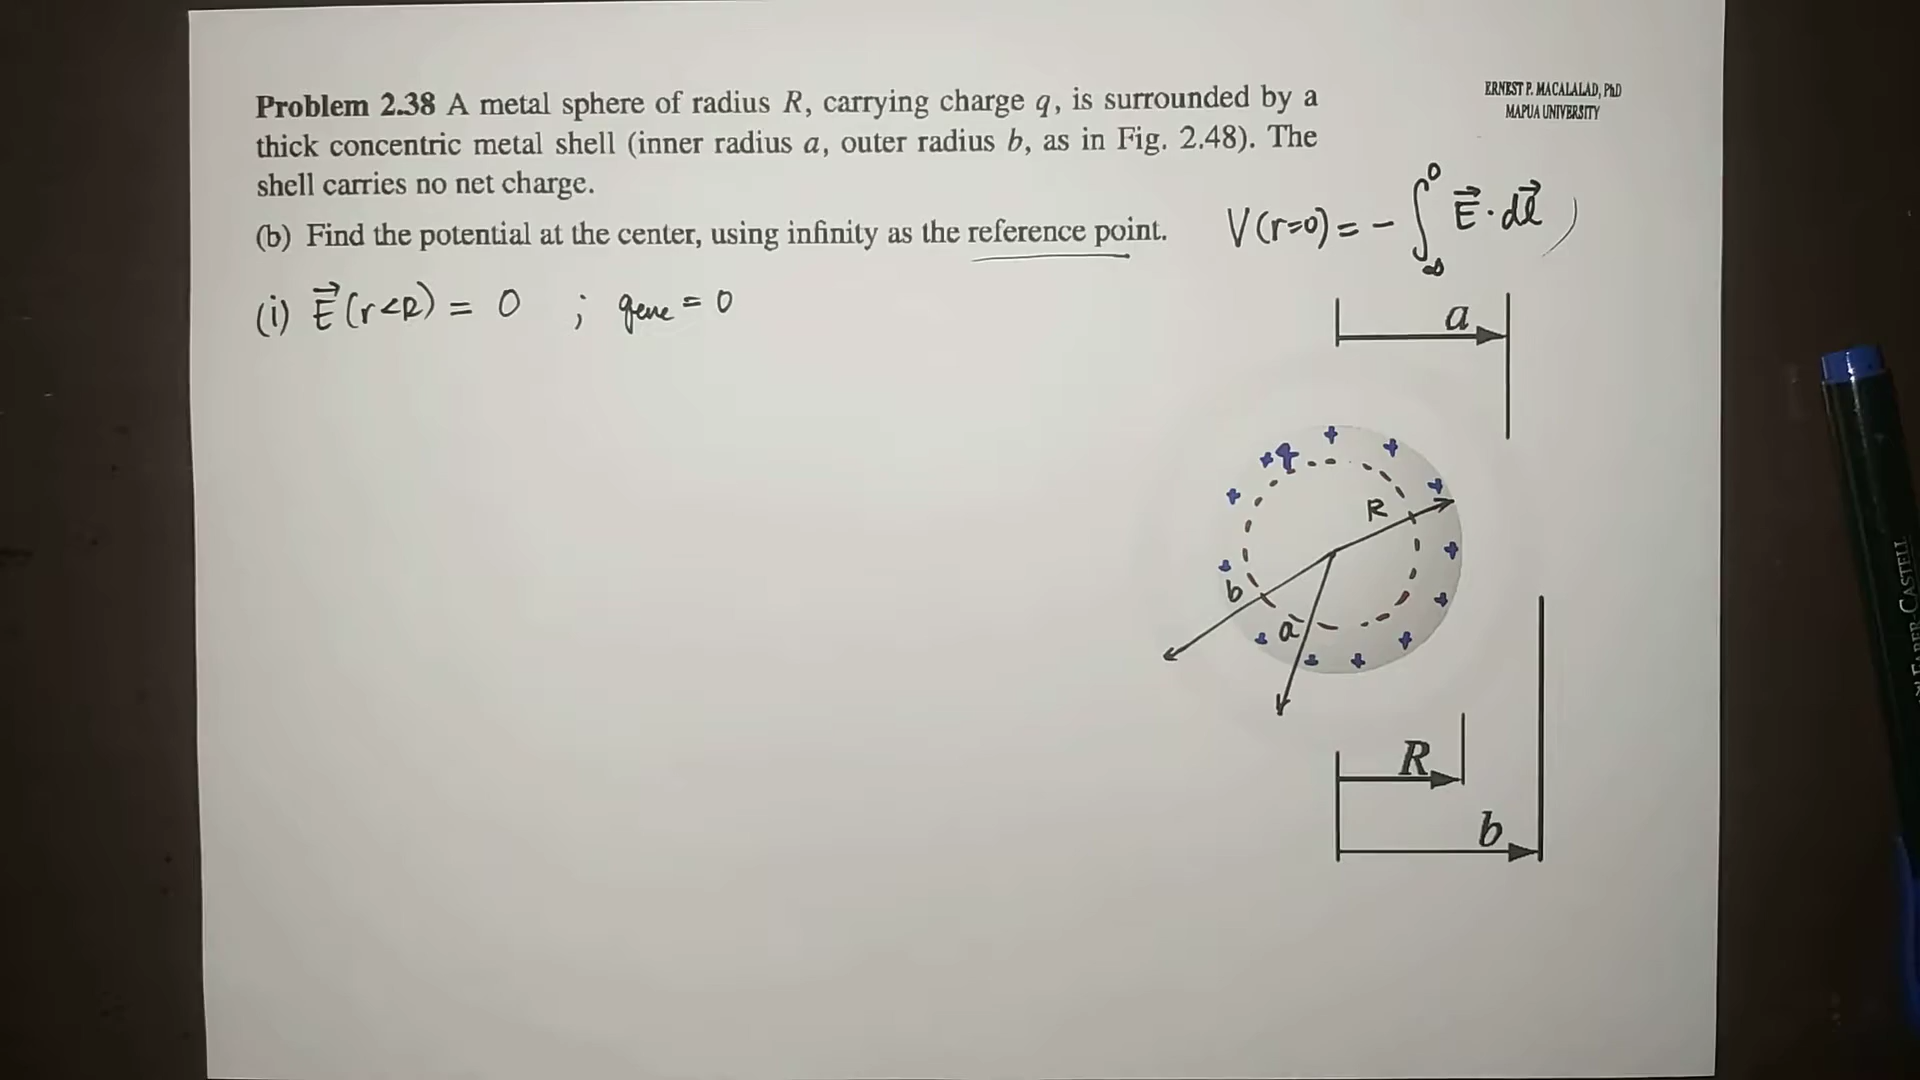 Problem 2.38 A metal sphere of radius R, carrying charge q, is surrounded by a
thick concentric metal shell (inner radius a, outer radius b, as in Fig. 2.48). The
shell carries no net charge.
(b) Find the potential at the center, using infinity as the reference point.
ERNEST P. MACALALAD, PhD
MAPUA UNIVERSITY
V(r=0) = - ∫_∞^0 E⃗ · dl⃗
(i) E⃗(r<R) = 0 ; qenc = 0
a
+ + + + + + + + + + + + + +
q
R
b
a
R
b
FABER-CASTELL